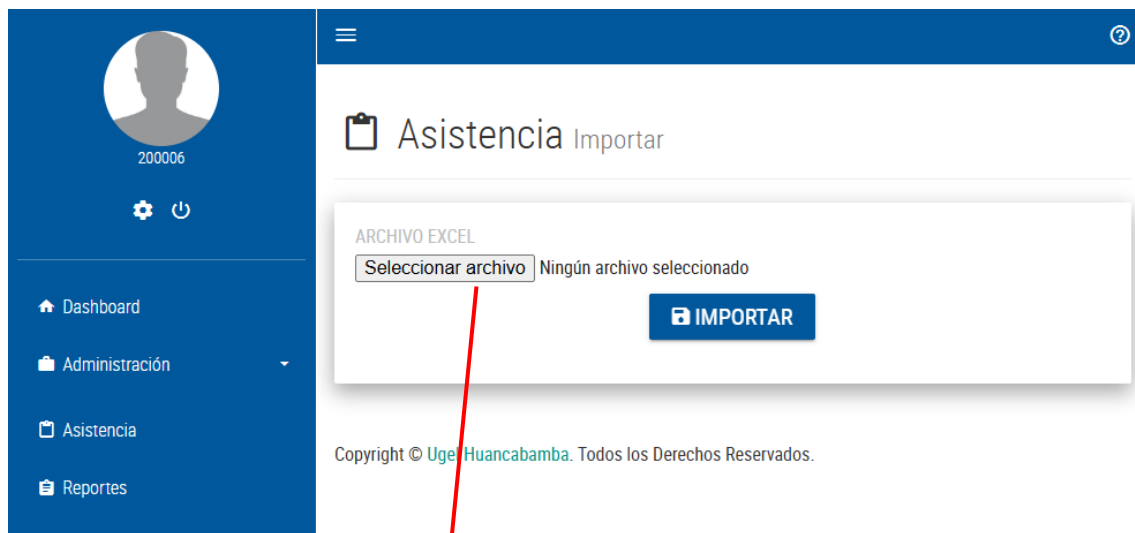 200006
Dashboard
Administración
Asistencia
Reportes
Asistencia Importar
ARCHIVO EXCEL
Seleccionar archivo Ningún archivo seleccionado
IMPORTAR
Copyright © Ugel Huancabamba. Todos los Derechos Reservados.